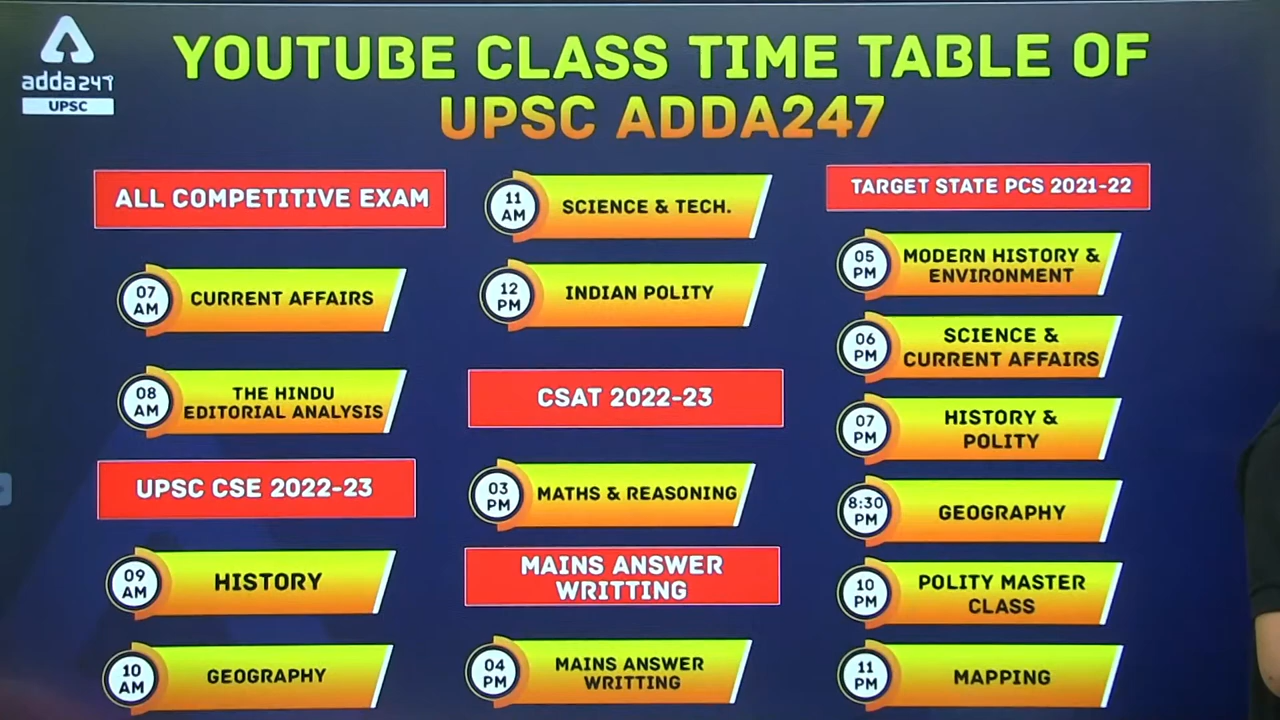 adda247
UPSC
YOUTUBE CLASS TIME TABLE OF
UPSC ADDA247
ALL COMPETITIVE EXAM
07
AM
CURRENT AFFAIRS
08
AM
THE HINDU
EDITORIAL ANALYSIS
UPSC CSE 2022-23
09
AM
HISTORY
10
AM
GEOGRAPHY
11
AM
SCIENCE & TECH.
12
PM
INDIAN POLITY
CSAT 2022-23
03
PM
MATHS & REASONING
MAINS ANSWER
WRITTING
04
PM
MAINS ANSWER
WRITTING
TARGET STATE PCS 2021-22
05
PM
MODERN HISTORY &
ENVIRONMENT
06
PM
SCIENCE &
CURRENT AFFAIRS
07
PM
HISTORY &
POLITY
8:30
PM
GEOGRAPHY
10
PM
POLITY MASTER
CLASS
11
PM
MAPPING